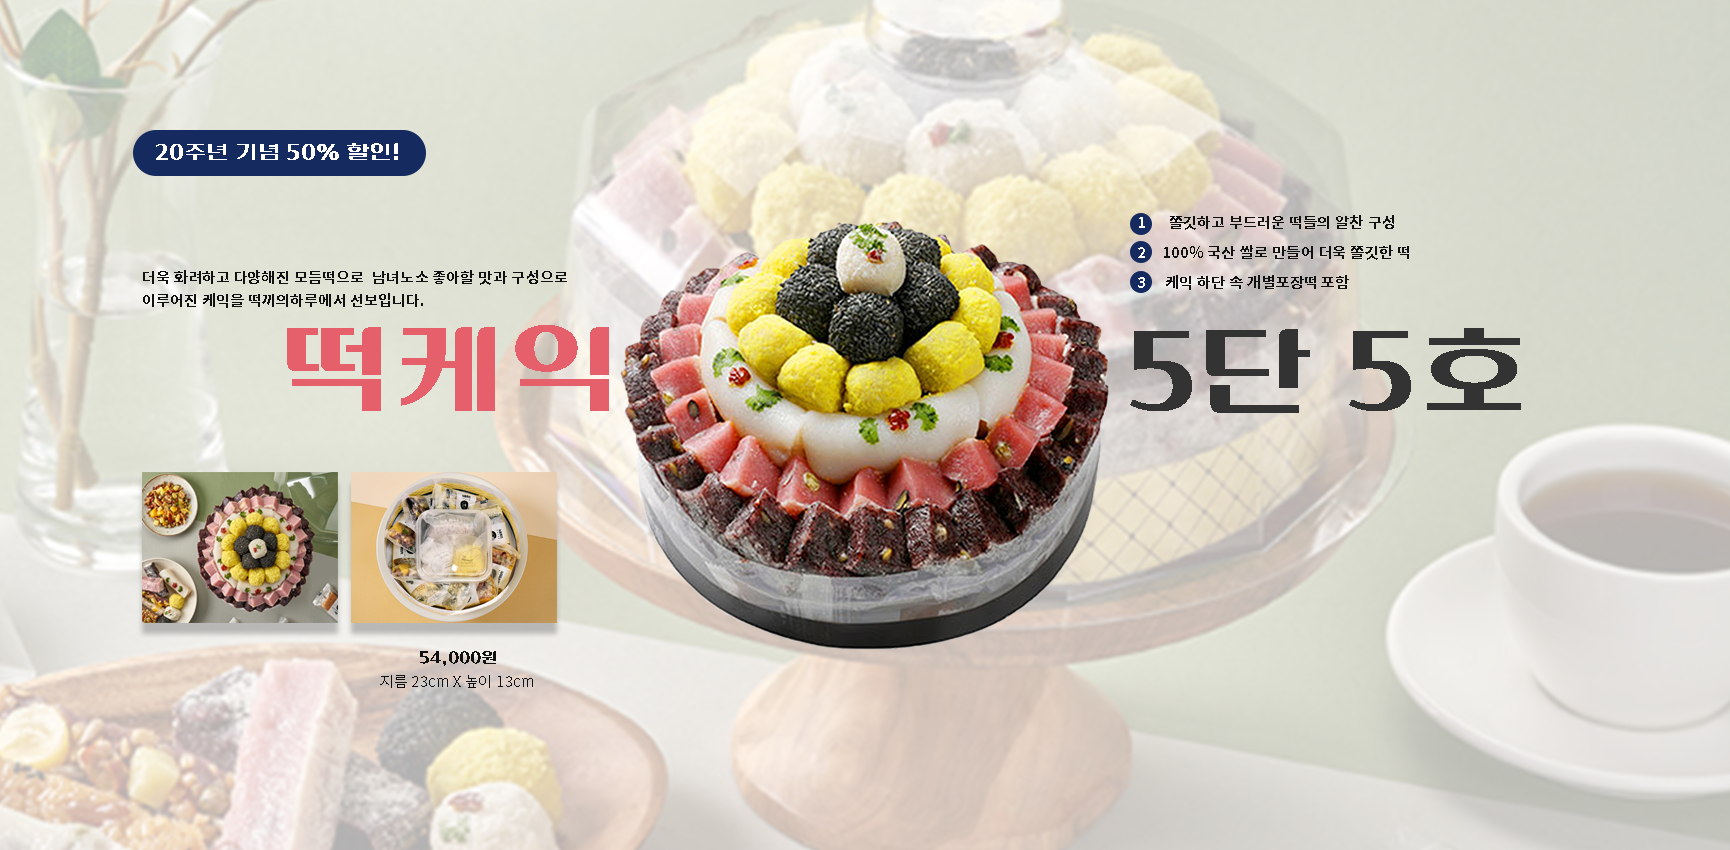 20주년 기념 50% 할인!
더욱 화려하고 다양해진 모듬떡으로 남녀노소 좋아할 맛과 구성으로
이루어진 케익을 떡끼의하루에서 선보입니다.
떡케익
5단 5호
1 쫄깃하고 부드러운 떡들의 알찬 구성
2 100% 국산 쌀로 만들어 더욱 쫄깃한 떡
3 케익 하단 속 개별포장떡 포함
54,000원
지름 23cm X 높이 13cm